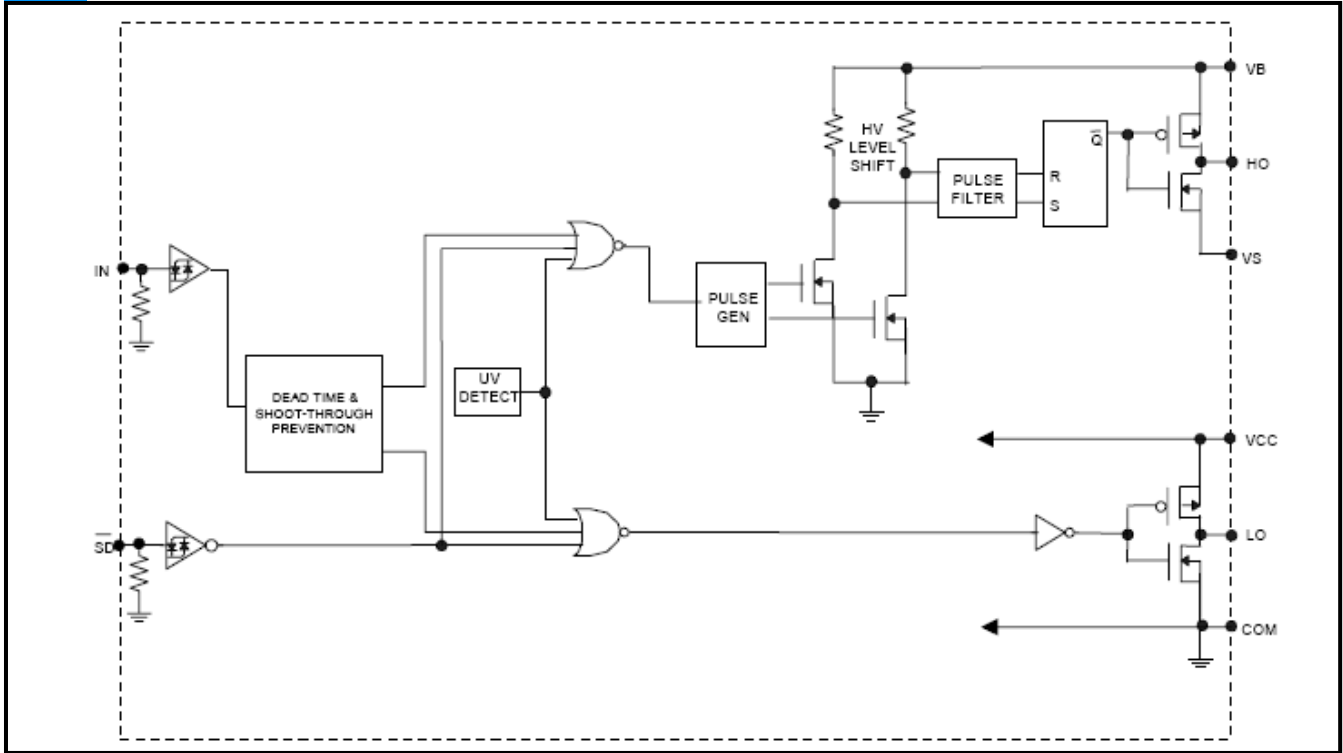 VB
HV
LEVEL
SHIFT
Q̅
HO
PULSE
FILTER
R
S
IN
VS
PULSE
GEN
UV
DETECT
DEAD TIME &
SHOOT-THROUGH
PREVENTION
VCC
S̅D̅
LO
COM